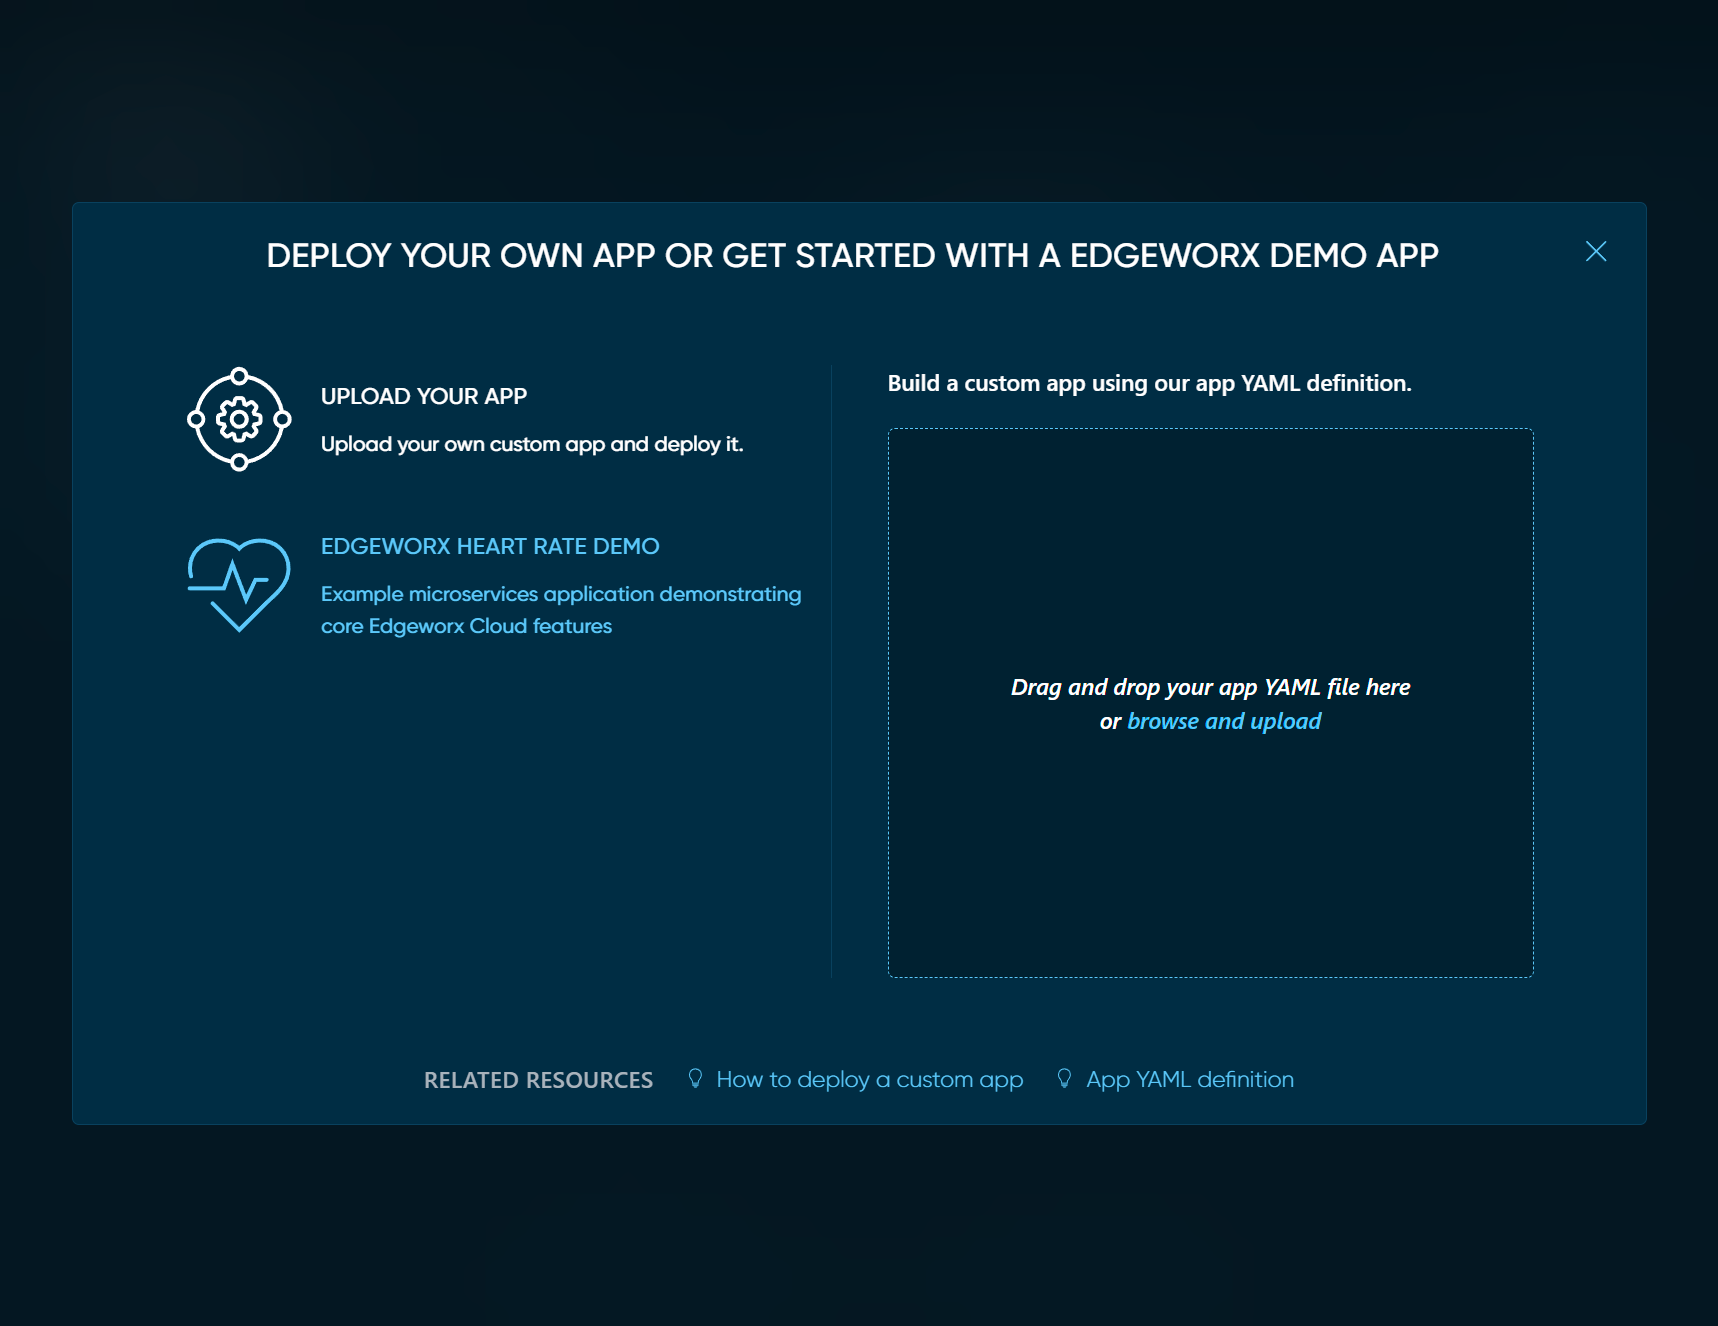 DEPLOY YOUR OWN APP OR GET STARTED WITH A EDGEWORX DEMO APP
UPLOAD YOUR APP
Upload your own custom app and deploy it.
EDGEWORX HEART RATE DEMO
Example microservices application demonstrating
core Edgeworx Cloud features
Build a custom app using our app YAML definition.
Drag and drop your app YAML file here
or browse and upload
RELATED RESOURCES How to deploy a custom app App YAML definition